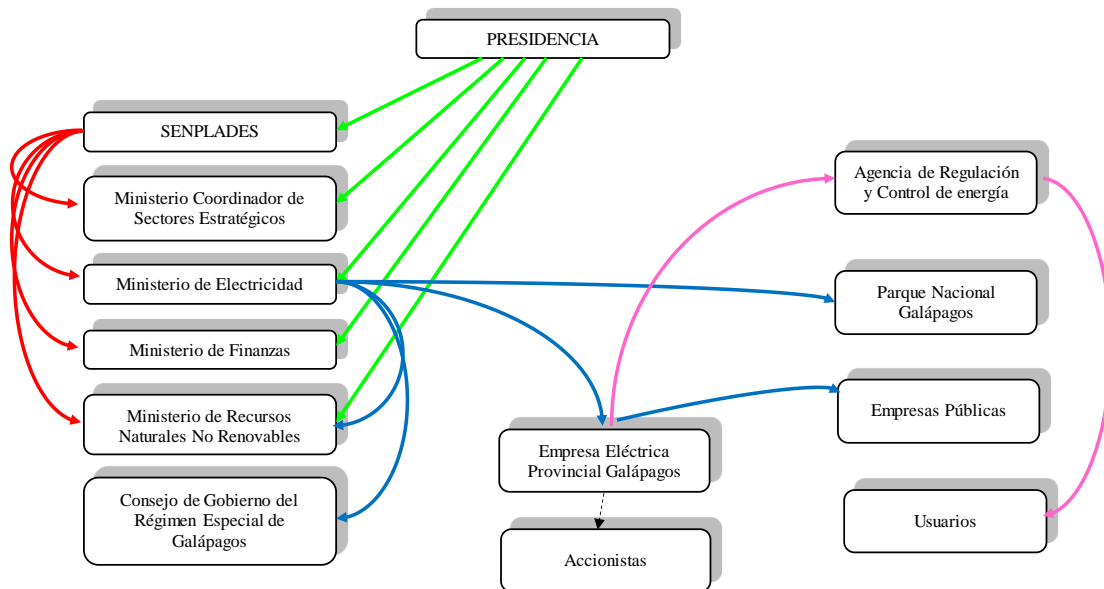 PRESIDENCIA
SENPLADES
Ministerio Coordinador de
Sectores Estratégicos
Ministerio de Electricidad
Ministerio de Finanzas
Ministerio de Recursos
Naturales No Renovables
Consejo de Gobierno del
Régimen Especial de
Galápagos
Empresa Eléctrica
Provincial Galápagos
Accionistas
Agencia de Regulación
y Control de energía
Parque Nacional
Galápagos
Empresas Públicas
Usuarios